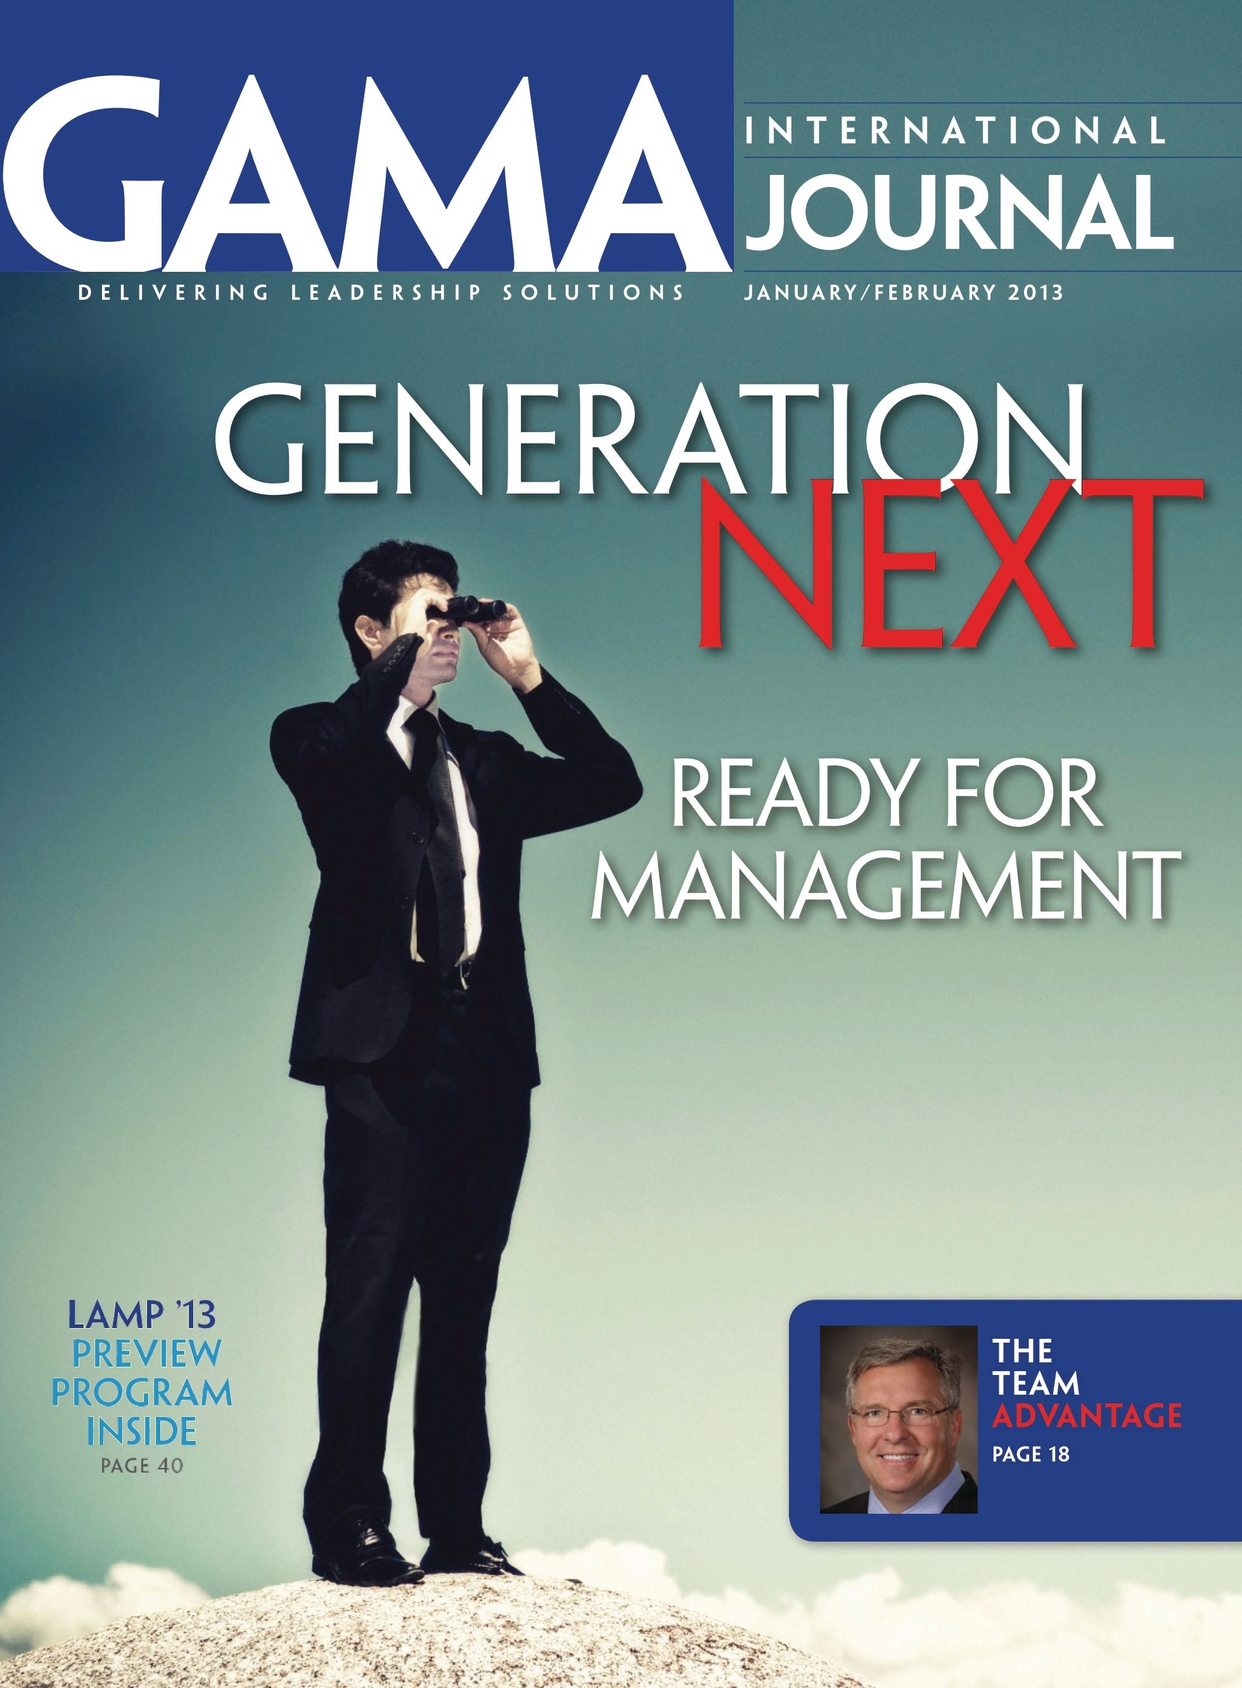 GAMA
INTERNATIONAL
JOURNAL
DELIVERING LEADERSHIP SOLUTIONS
JANUARY/FEBRUARY 2013
GENERATION
NEXT
READY FOR
MANAGEMENT
LAMP ’13
PREVIEW
PROGRAM
INSIDE
PAGE 40
THE
TEAM
ADVANTAGE
PAGE 18